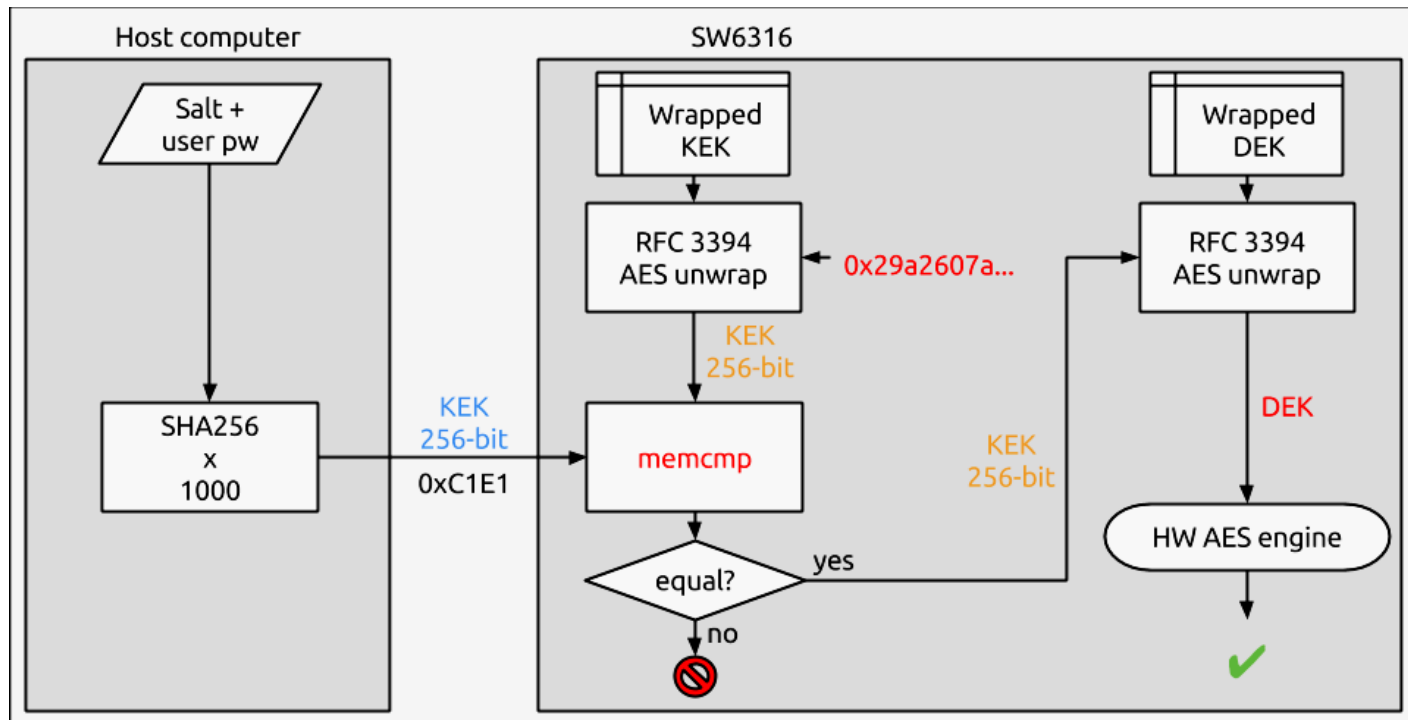 Host computer
SW6316
Salt +
user pw
Wrapped
KEK
Wrapped
DEK
RFC 3394
AES unwrap
0x29a2607a...
RFC 3394
AES unwrap
KEK
256-bit
SHA256
x
1000
KEK
256-bit
0xC1E1
memcmp
KEK
256-bit
DEK
HW AES engine
equal?
yes
no